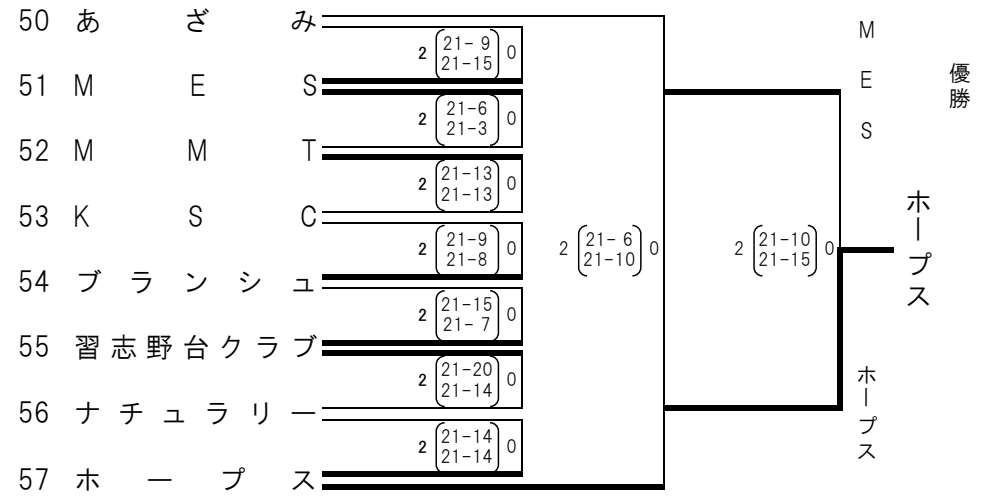 50 あざみ
2 21- 9 0
21-15
51 MES
2 21-6 0
21-3
52 MMT
2 21-13 0
21-13
53 KSC
2 21-9 0
21-8
54 ブランシュ
2 21-15 0
21- 7
55 習志野台クラブ
2 21-20 0
21-14
56 ナチュラリー
2 21-14 0
21-14
57 ホープス
2 21- 6 0
21-10
MES
2 21-10 0
21-15
ホープス
優勝
ホープス